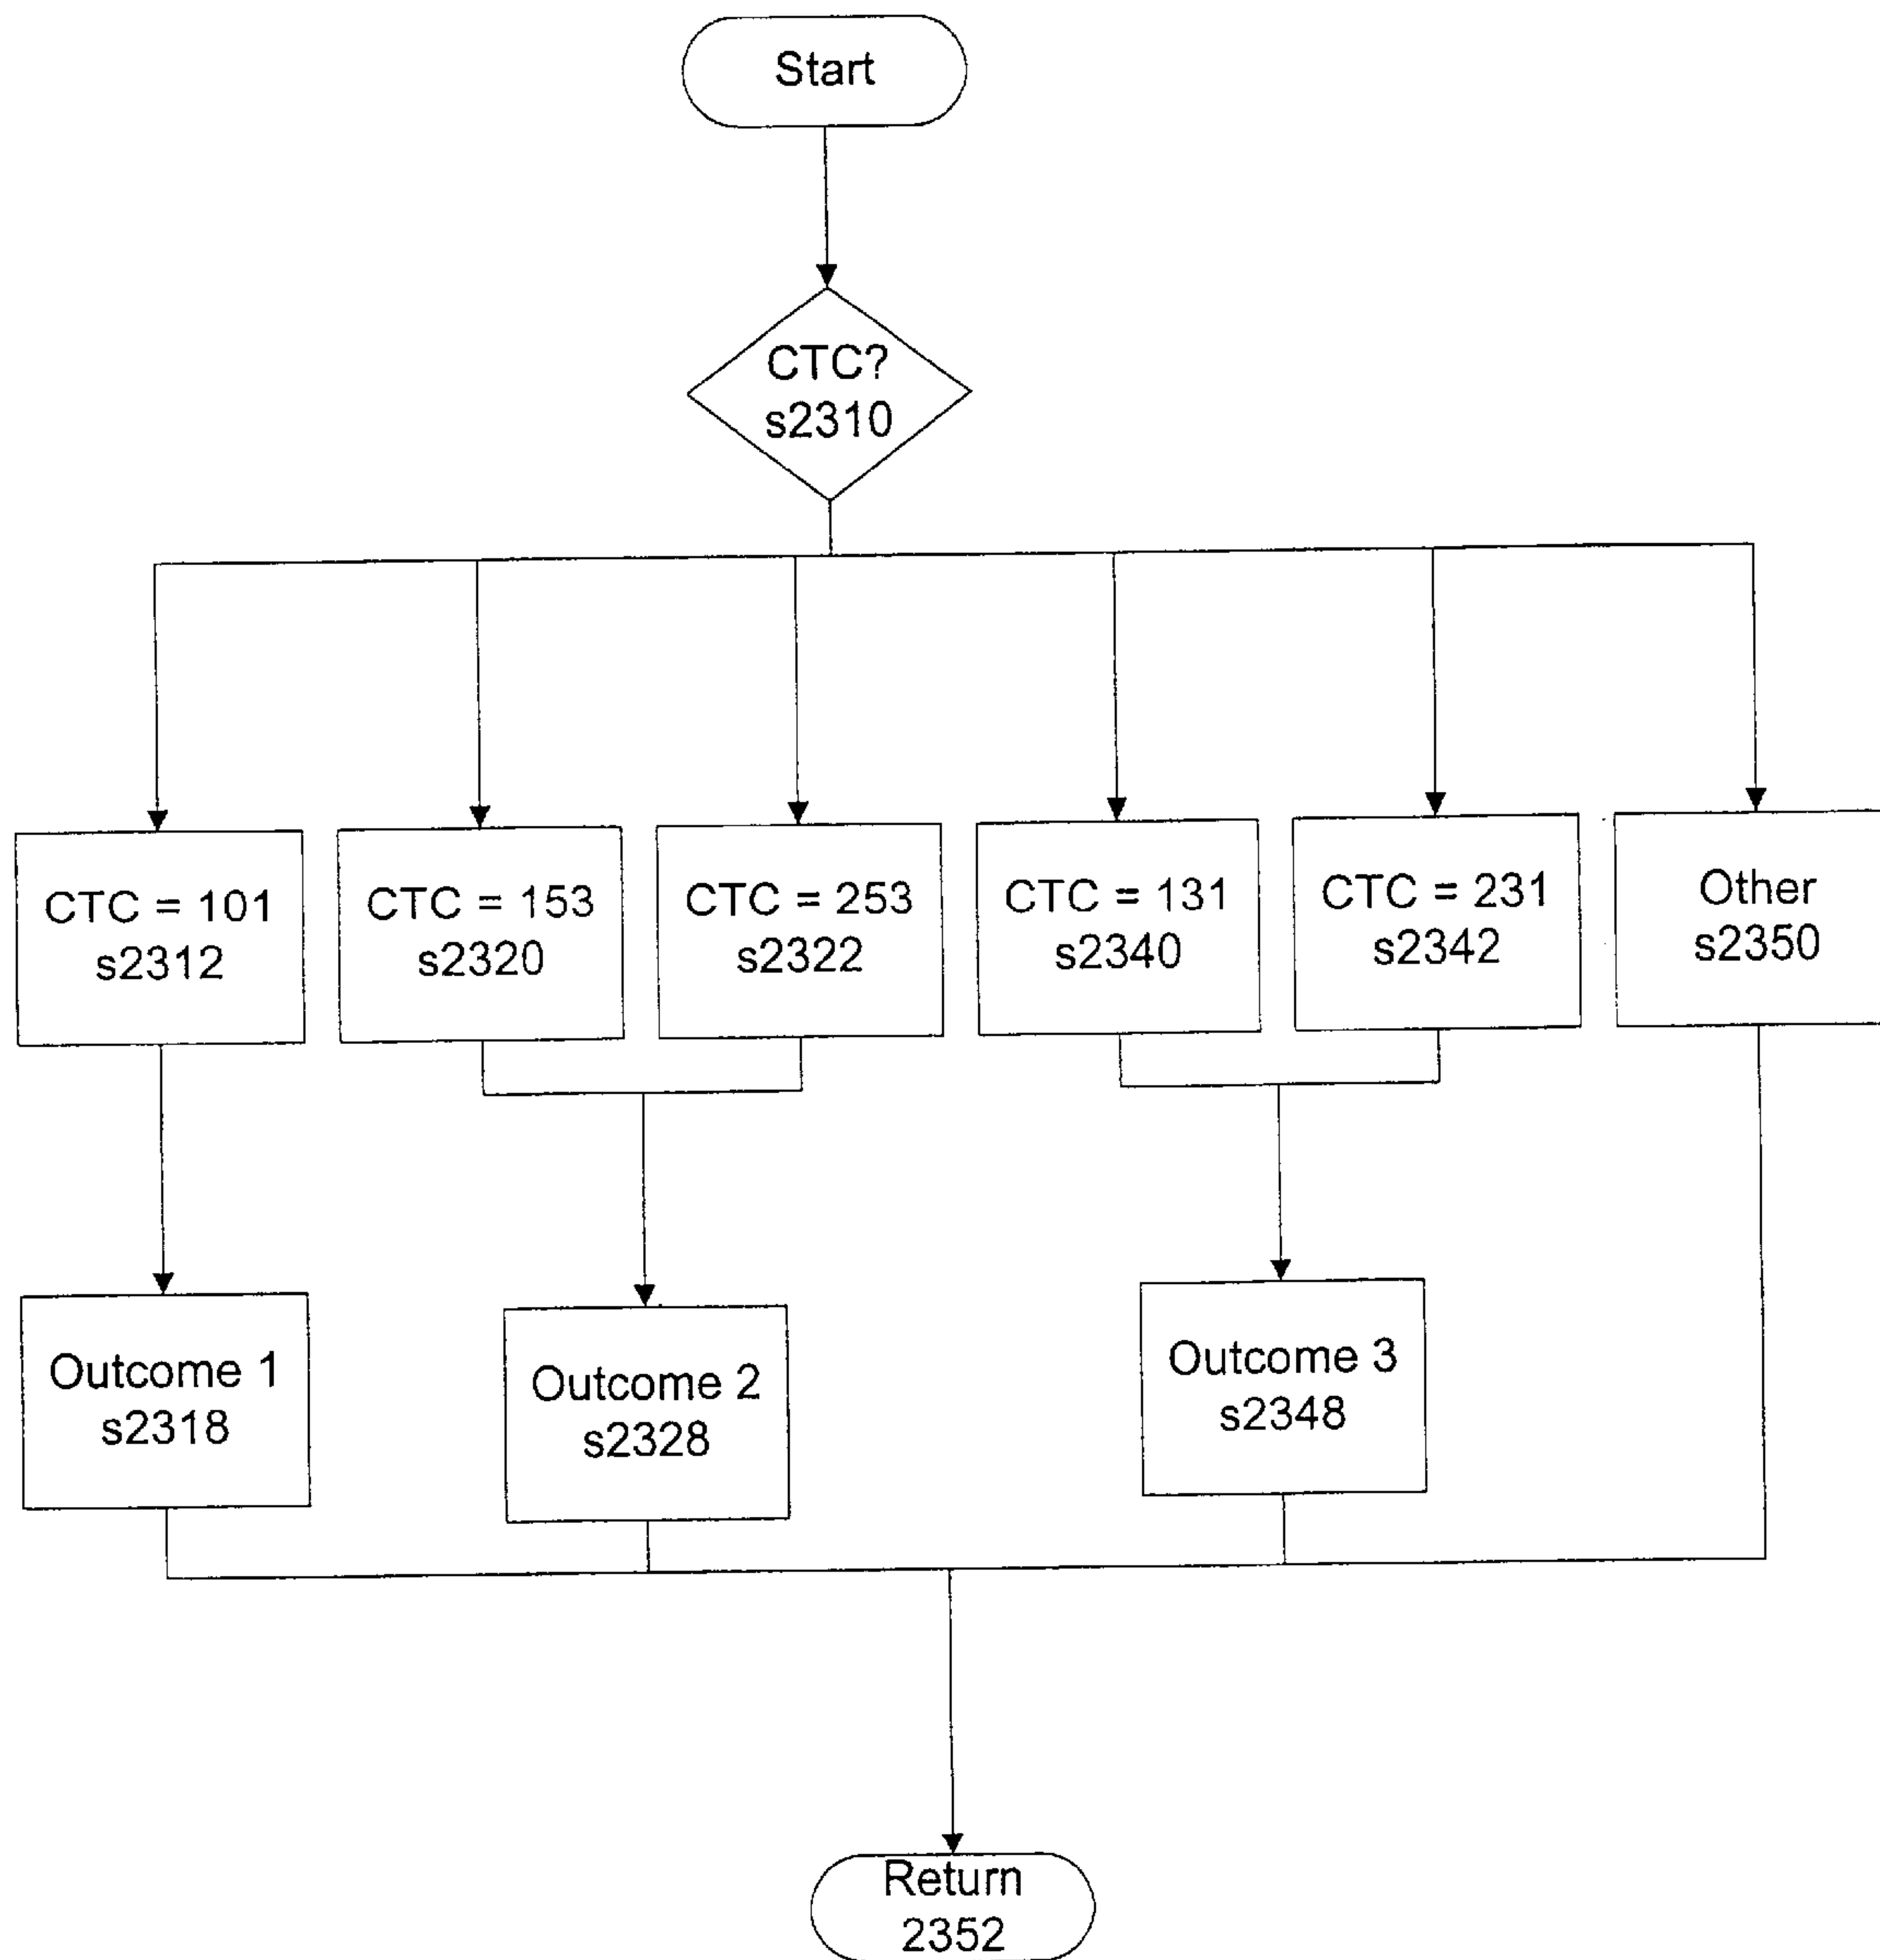 Start
CTC?
s2310
CTC = 101
s2312
CTC = 153
s2320
CTC = 253
s2322
CTC = 131
s2340
CTC = 231
s2342
Other
s2350
Outcome 1
s2318
Outcome 2
s2328
Outcome 3
s2348
Return
2352